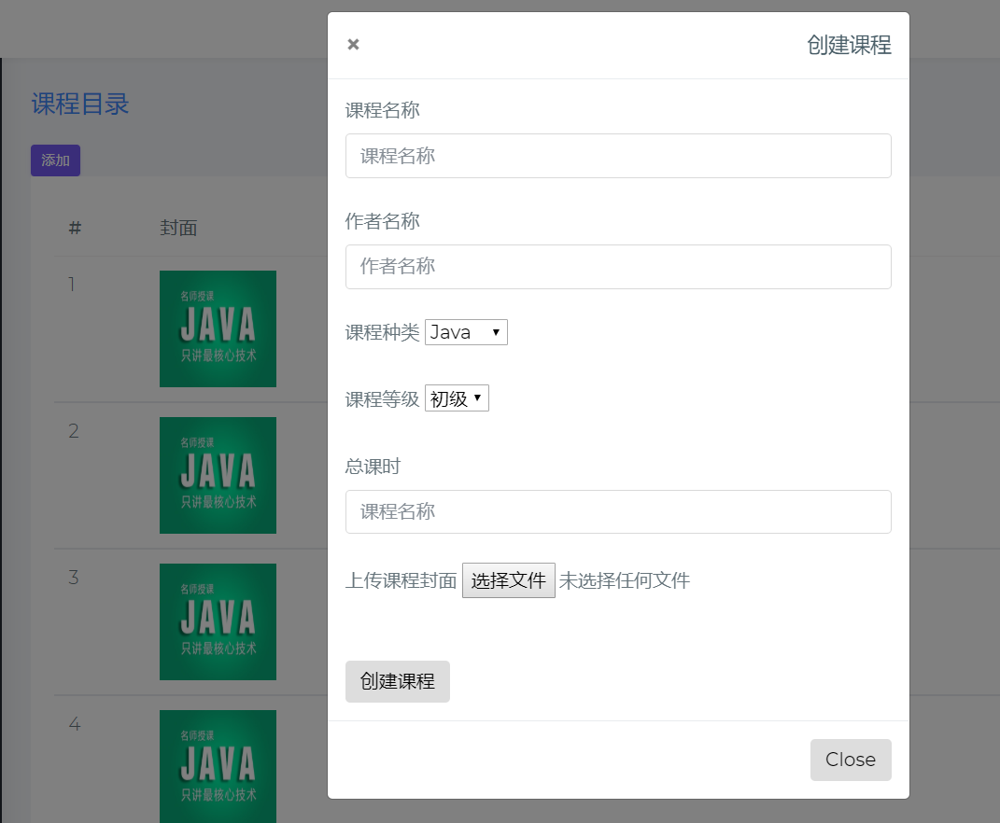 课程目录
添加
# 封面
1
名师授课
JAVA
只讲最核心技术
2
名师授课
JAVA
只讲最核心技术
3
名师授课
JAVA
只讲最核心技术
4
名师授课
JAVA
只讲最核心技术
× 创建课程
课程名称
课程名称
作者名称
作者名称
课程种类 Java
课程等级 初级
总课时
课程名称
上传课程封面 选择文件 未选择任何文件
创建课程
Close